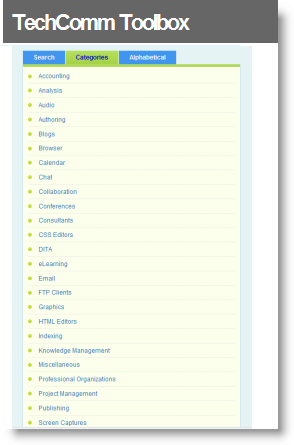 TechComm Toolbox
Search Categories Alphabetical
Accounting
Analysis
Audio
Authoring
Blogs
Browser
Calendar
Chat
Collaboration
Conferences
Consultants
CSS Editors
DITA
eLearning
Email
FTP Clients
Graphics
HTML Editors
Indexing
Knowledge Management
Miscellaneous
Professional Organizations
Project Management
Publishing
Screen Captures